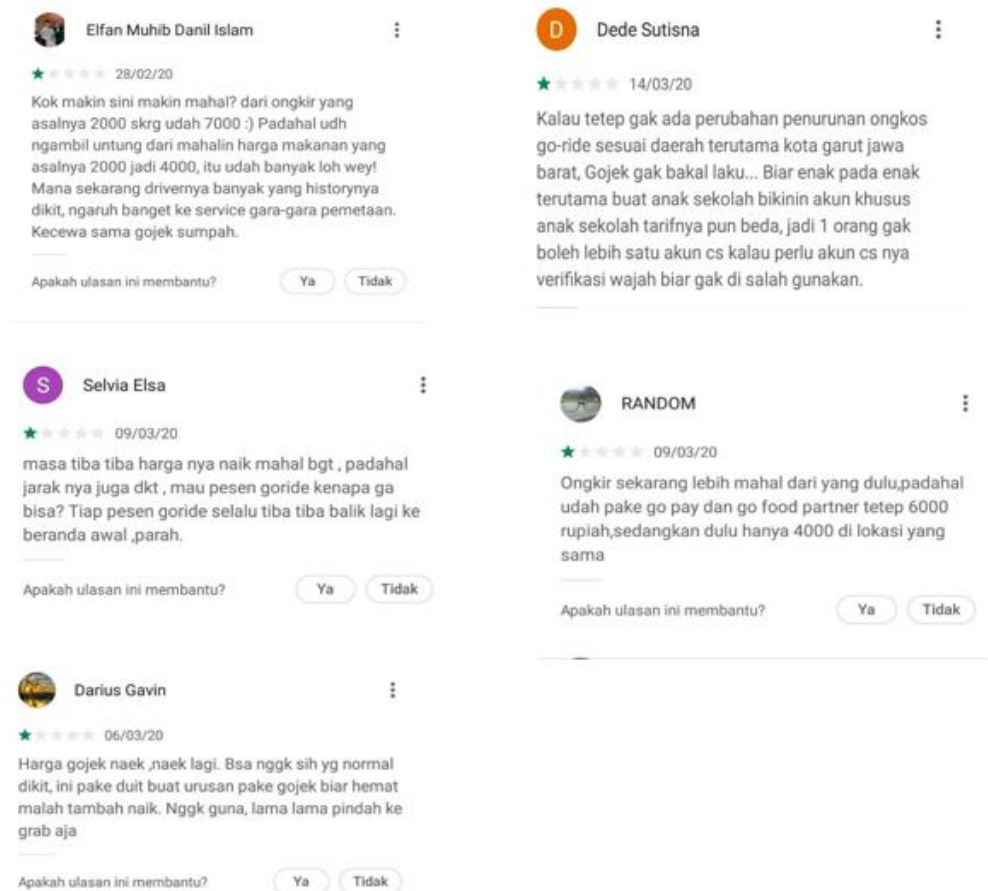 Elfan Muhib Danil Islam
28/02/20
Kok makin sini makin mahal? dari ongkir yang
asalnya 2000 skrg udah 7000 :) Padahal udh
ngambil untung dari mahalin harga makanan yang
asalnya 2000 jadi 4000, itu udah banyak loh wey!
Mana sekarang drivernya banyak yang historynya
dikit, ngaruh banget ke service gara-gara pemetaan.
Kecewa sama gojek sumpah.
Apakah ulasan ini membantu?
Ya
Tidak
S
Selvia Elsa
09/03/20
masa tiba tiba harga nya naik mahal bgt , padahal
jarak nya juga dkt , mau pesen goride kenapa ga
bisa? Tiap pesen goride selalu tiba tiba balik lagi ke
beranda awal ,parah.
Apakah ulasan ini membantu?
Ya
Tidak
Darius Gavin
06/03/20
Harga gojek naek ,naek lagi. Bsa nggk sih yg normal
dikit, ini pake duit buat urusan pake gojek biar hemat
malah tambah naik. Nggk guna, lama lama pindah ke
grab aja
Apakah ulasan ini membantu?
Ya
Tidak
D
Dede Sutisna
14/03/20
Kalau tetep gak ada perubahan penurunan ongkos
go-ride sesuai daerah terutama kota garut jawa
barat, Gojek gak bakal laku... Biar enak pada enak
terutama buat anak sekolah bikinin akun khusus
anak sekolah tarifnya pun beda, jadi 1 orang gak
boleh lebih satu akun cs kalau perlu akun cs nya
verifikasi wajah biar gak di salah gunakan.
RANDOM
09/03/20
Ongkir sekarang lebih mahal dari yang dulu,padahal
udah pake go pay dan go food partner tetep 6000
rupiah,sedangkan dulu hanya 4000 di lokasi yang
sama
Apakah ulasan ini membantu?
Ya
Tidak